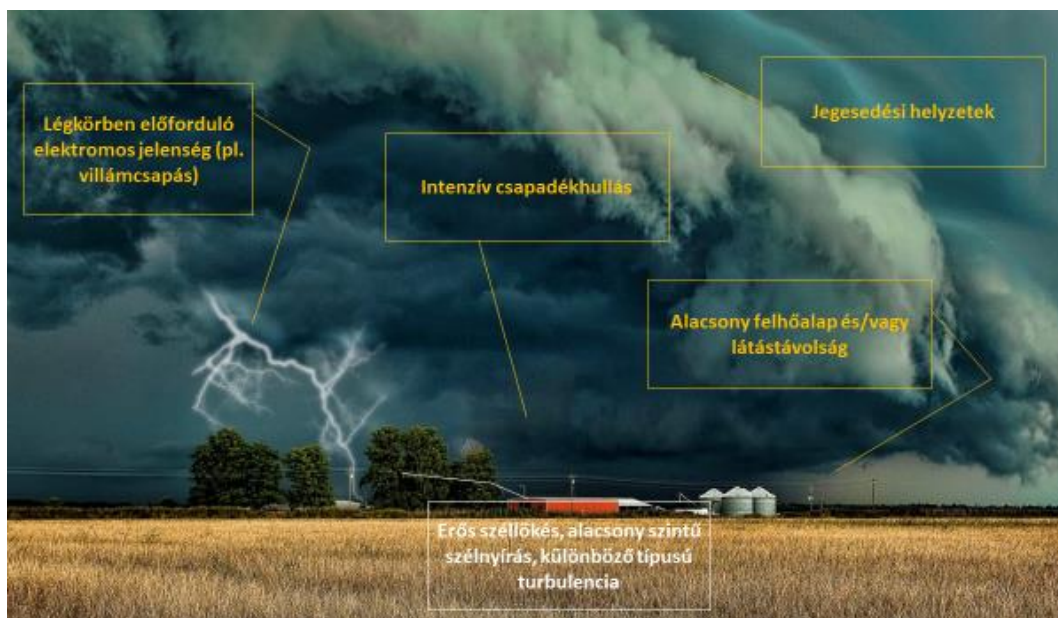 Légkörben előforduló
elektromos jelenség (pl.
villámcsapás)
Intenzív csapadékhullás
Jegesedési helyzetek
Alacsony felhőalap és/vagy
látástávolság
Erős széllökés, alacsony szintű
szélnyírás, különböző típusú
turbulencia